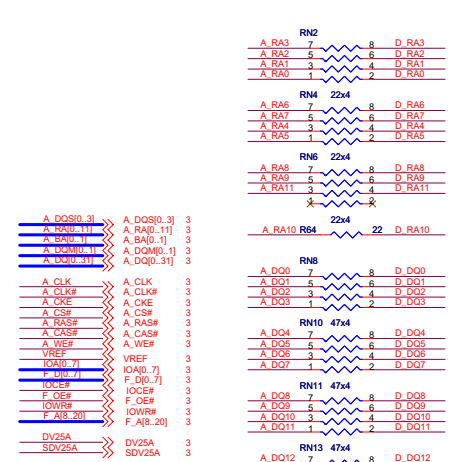 RN2
A_RA3 7 8 D_RA3
A_RA2 5 6 D_RA2
A_RA1 3 4 D_RA1
A_RA0 1 2 D_RA0
RN4 22x4
A_RA6 7 8 D_RA6
A_RA7 5 6 D_RA7
A_RA4 3 4 D_RA4
A_RA5 1 2 D_RA5
RN6 22x4
A_RA8 7 8 D_RA8
A_RA9 5 6 D_RA9
A_RA11 3 4 D_RA11
1 2
22x4
A_RA10 R64 22 D_RA10
RN8
A_DQ0 7 8 D_DQ0
A_DQ1 5 6 D_DQ1
A_DQ2 3 4 D_DQ2
A_DQ3 1 2 D_DQ3
RN10 47x4
A_DQ4 7 8 D_DQ4
A_DQ5 5 6 D_DQ5
A_DQ6 3 4 D_DQ6
A_DQ7 1 2 D_DQ7
RN11 47x4
A_DQ8 7 8 D_DQ8
A_DQ9 5 6 D_DQ9
A_DQ10 3 4 D_DQ10
A_DQ11 1 2 D_DQ11
RN13 47x4
A_DQ12 7 8 D_DQ12
A_DQS[0..3] A_DQS[0..3] 3
A_RA[0..11] A_RA[0..11] 3
A_BA[0..1] A_BA[0..1] 3
A_DQM[0..1] A_DQM[0..1] 3
A_DQ[0..31] A_DQ[0..31] 3
A_CLK A_CLK 3
A_CLK# A_CLK# 3
A_CKE A_CKE 3
A_CS# A_CS# 3
A_RAS# A_RAS# 3
A_CAS# A_CAS# 3
A_WE# A_WE# 3
VREF VREF 3
IOA[0..7] IOA[0..7] 3
F_D[0..7] F_D[0..7] 3
IOCE# IOCE# 3
F_OE# F_OE# 3
IOWR# IOWR# 3
F_A[8..20] F_A[8..20] 3
DV25A DV25A 3
SDV25A SDV25A 3